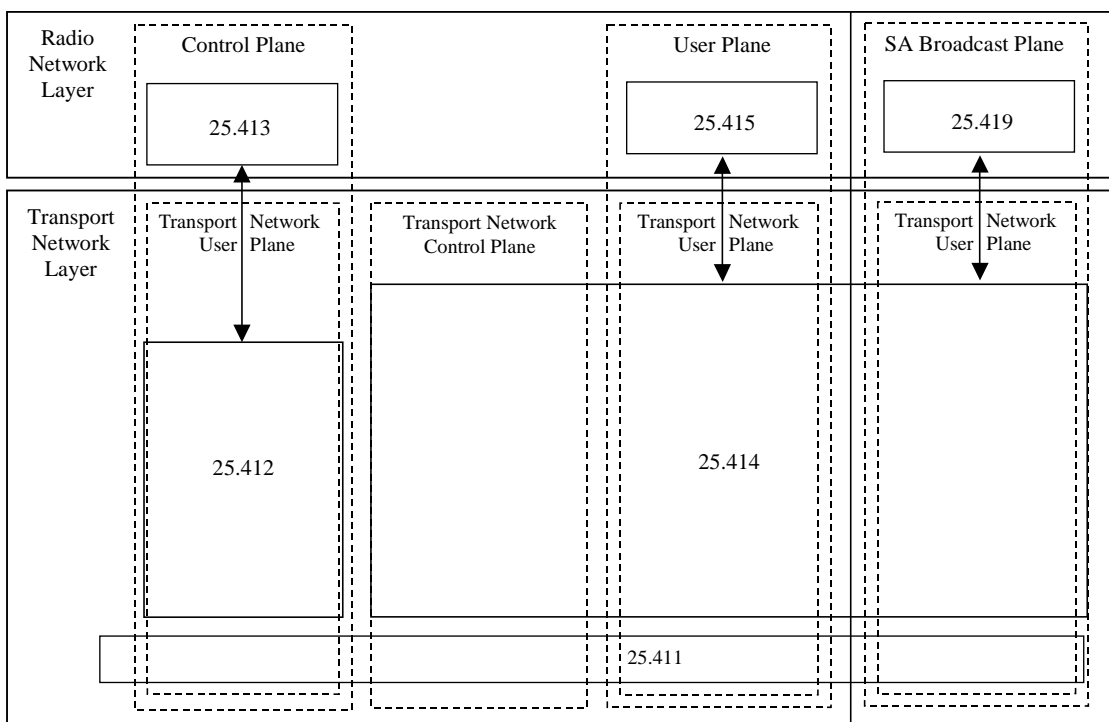 Radio
Network
Layer
Control Plane
User Plane
SA Broadcast Plane
25.413
25.415
25.419
Transport
Network
Layer
Transport Network
User Plane
Transport Network
Control Plane
Transport Network
User Plane
Transport Network
User Plane
25.412
25.414
25.411